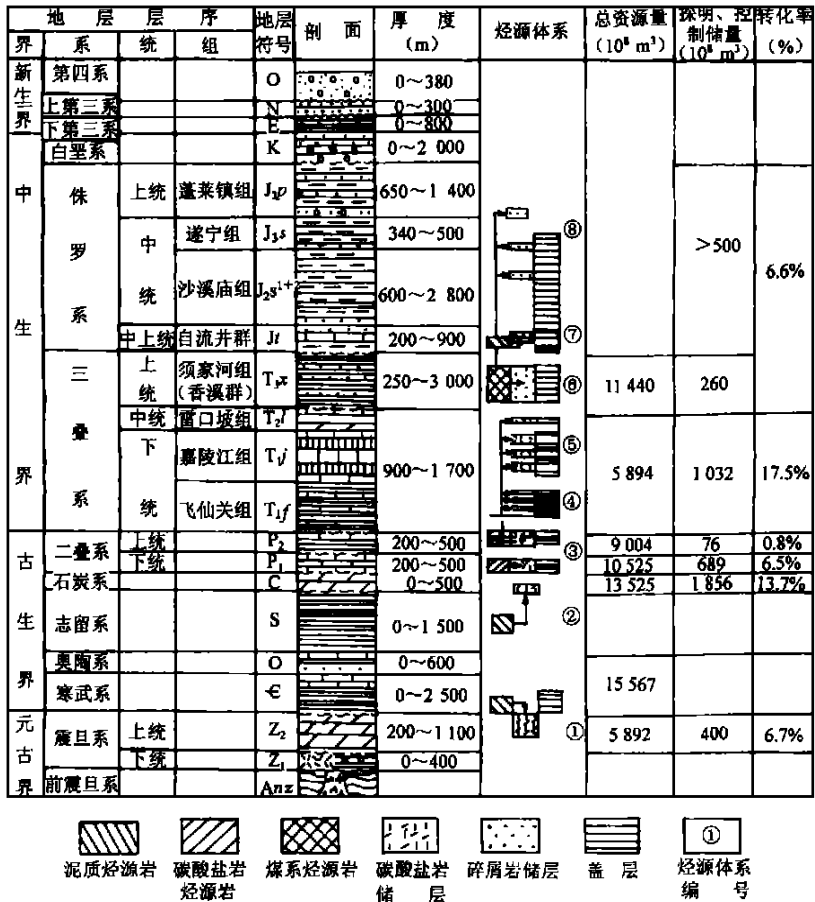 地 层 层 序 地层符号 剖 面 厚 度 (m) 烃源体系 总资源量 (10⁸ m³) 探明、控制储量 (10⁸ m³) 转化率 (%)
界 系 统 组
新生界 第四系 O 0～380
上第三系 N 0～300
下第三系 E 0～800
中生界 白垩系 K 0～2 000
侏罗系 上统 蓬莱镇组 J₃p 650～1 400
中统 遂宁组 J₃s 340～500 ⑧ >500 6.6%
沙溪庙组 600～2 800
中上统 自流井群 Jt 200～900 ⑦
三叠系 上统 须家河组(香溪群) T₃x 250～3 000 ⑥ 11 440 260
中统 雷口坡组 T₂l 900～1 700 ⑤ 5 894 1 032 17.5%
下统 嘉陵江组 T₁j
飞仙关组 T₁f ④
古生界 二叠系 上统 P₂ 200～500 ③ 9 004 76 0.8%
下统 P₁ 200～500 10 525 689 6.5%
石炭系 C 0～500 13 525 1 856 13.7%
志留系 S 0～1 500 ②
奥陶系 O 0～600 15 567
寒武系 Є 0～2 500
元古界 震旦系 上统 Z₂ 200～1 100 ① 5 892 400 6.7%
下统 Z₁ 0～400
前震旦系 Anz
①
泥质烃源岩 碳酸盐岩烃源岩 煤系烃源岩 碳酸盐岩储 层 碎屑岩储层 盖 层 烃源体系编 号